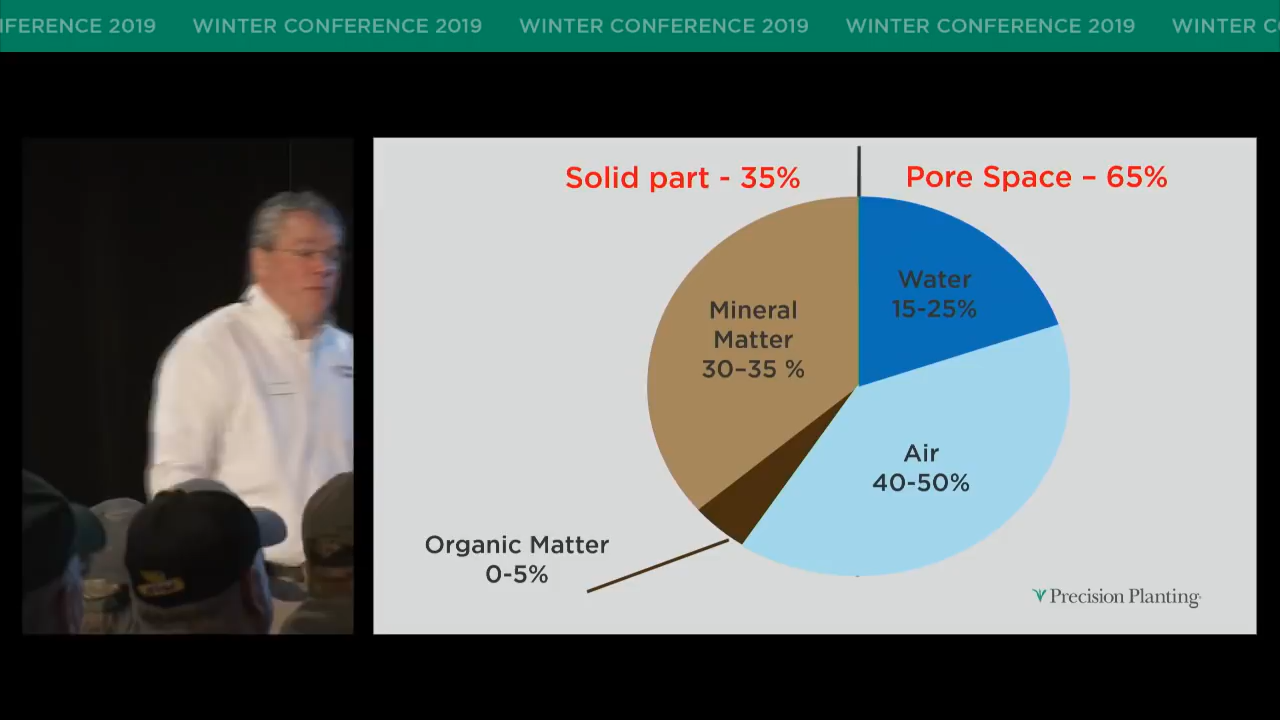 NFERENCE 2019 WINTER CONFERENCE 2019 WINTER CONFERENCE 2019 WINTER CONFERENCE 2019 WINTER C
Solid part - 35%
Pore Space – 65%
Water
15-25%
Mineral
Matter
30–35 %
Air
40-50%
Organic Matter
0-5%
Precision Planting